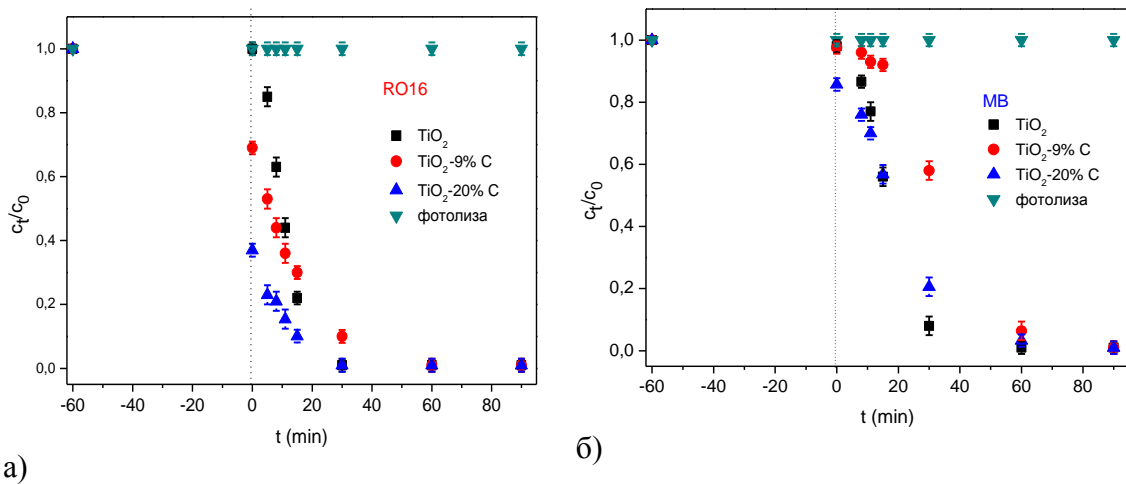 1,0
0,8
0,6
0,4
0,2
0,0
c_t/c_0
RO16
TiO₂
TiO₂-9% C
TiO₂-20% C
фотолиза
-60 -40 -20 0 20 40 60 80
t (min)
а)
1,0
0,8
0,6
0,4
0,2
0,0
c_t/c_0
MB
TiO₂
TiO₂-9% C
TiO₂-20% C
фотолиза
-60 -40 -20 0 20 40 60 80
t (min)
б)